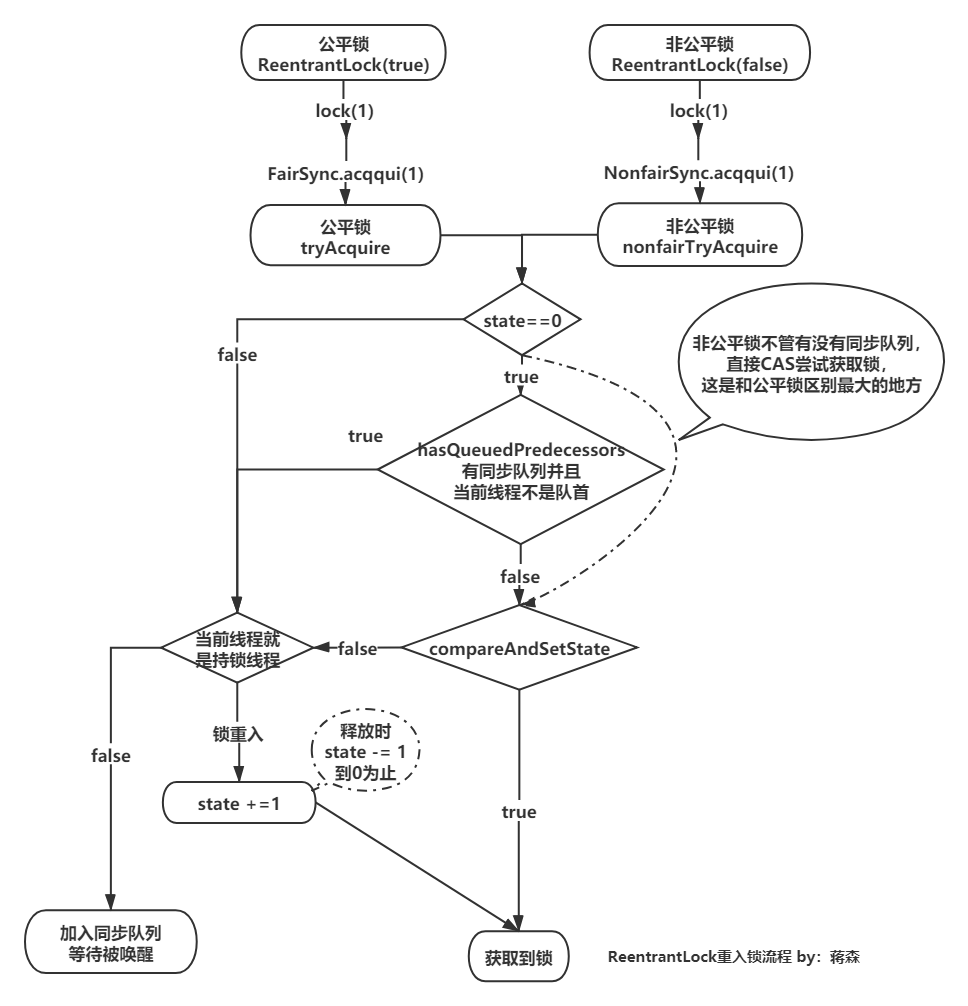 公平锁
ReentrantLock(true)
非公平锁
ReentrantLock(false)
lock(1)
lock(1)
FairSync.acqqui(1)
NonfairSync.acqqui(1)
公平锁
tryAcquire
非公平锁
nonfairTryAcquire
state==0
false
true
非公平锁不管有没有同步队列，
直接CAS尝试获取锁，
这是和公平锁区别最大的地方
true
hasQueuedPredecessors
有同步队列并且
当前线程不是队首
false
当前线程就
是持锁线程
false
compareAndSetState
锁重入
释放时
state -= 1
到0为止
false
state +=1
true
加入同步队列
等待被唤醒
获取到锁
ReentrantLock重入锁流程 by：蒋森